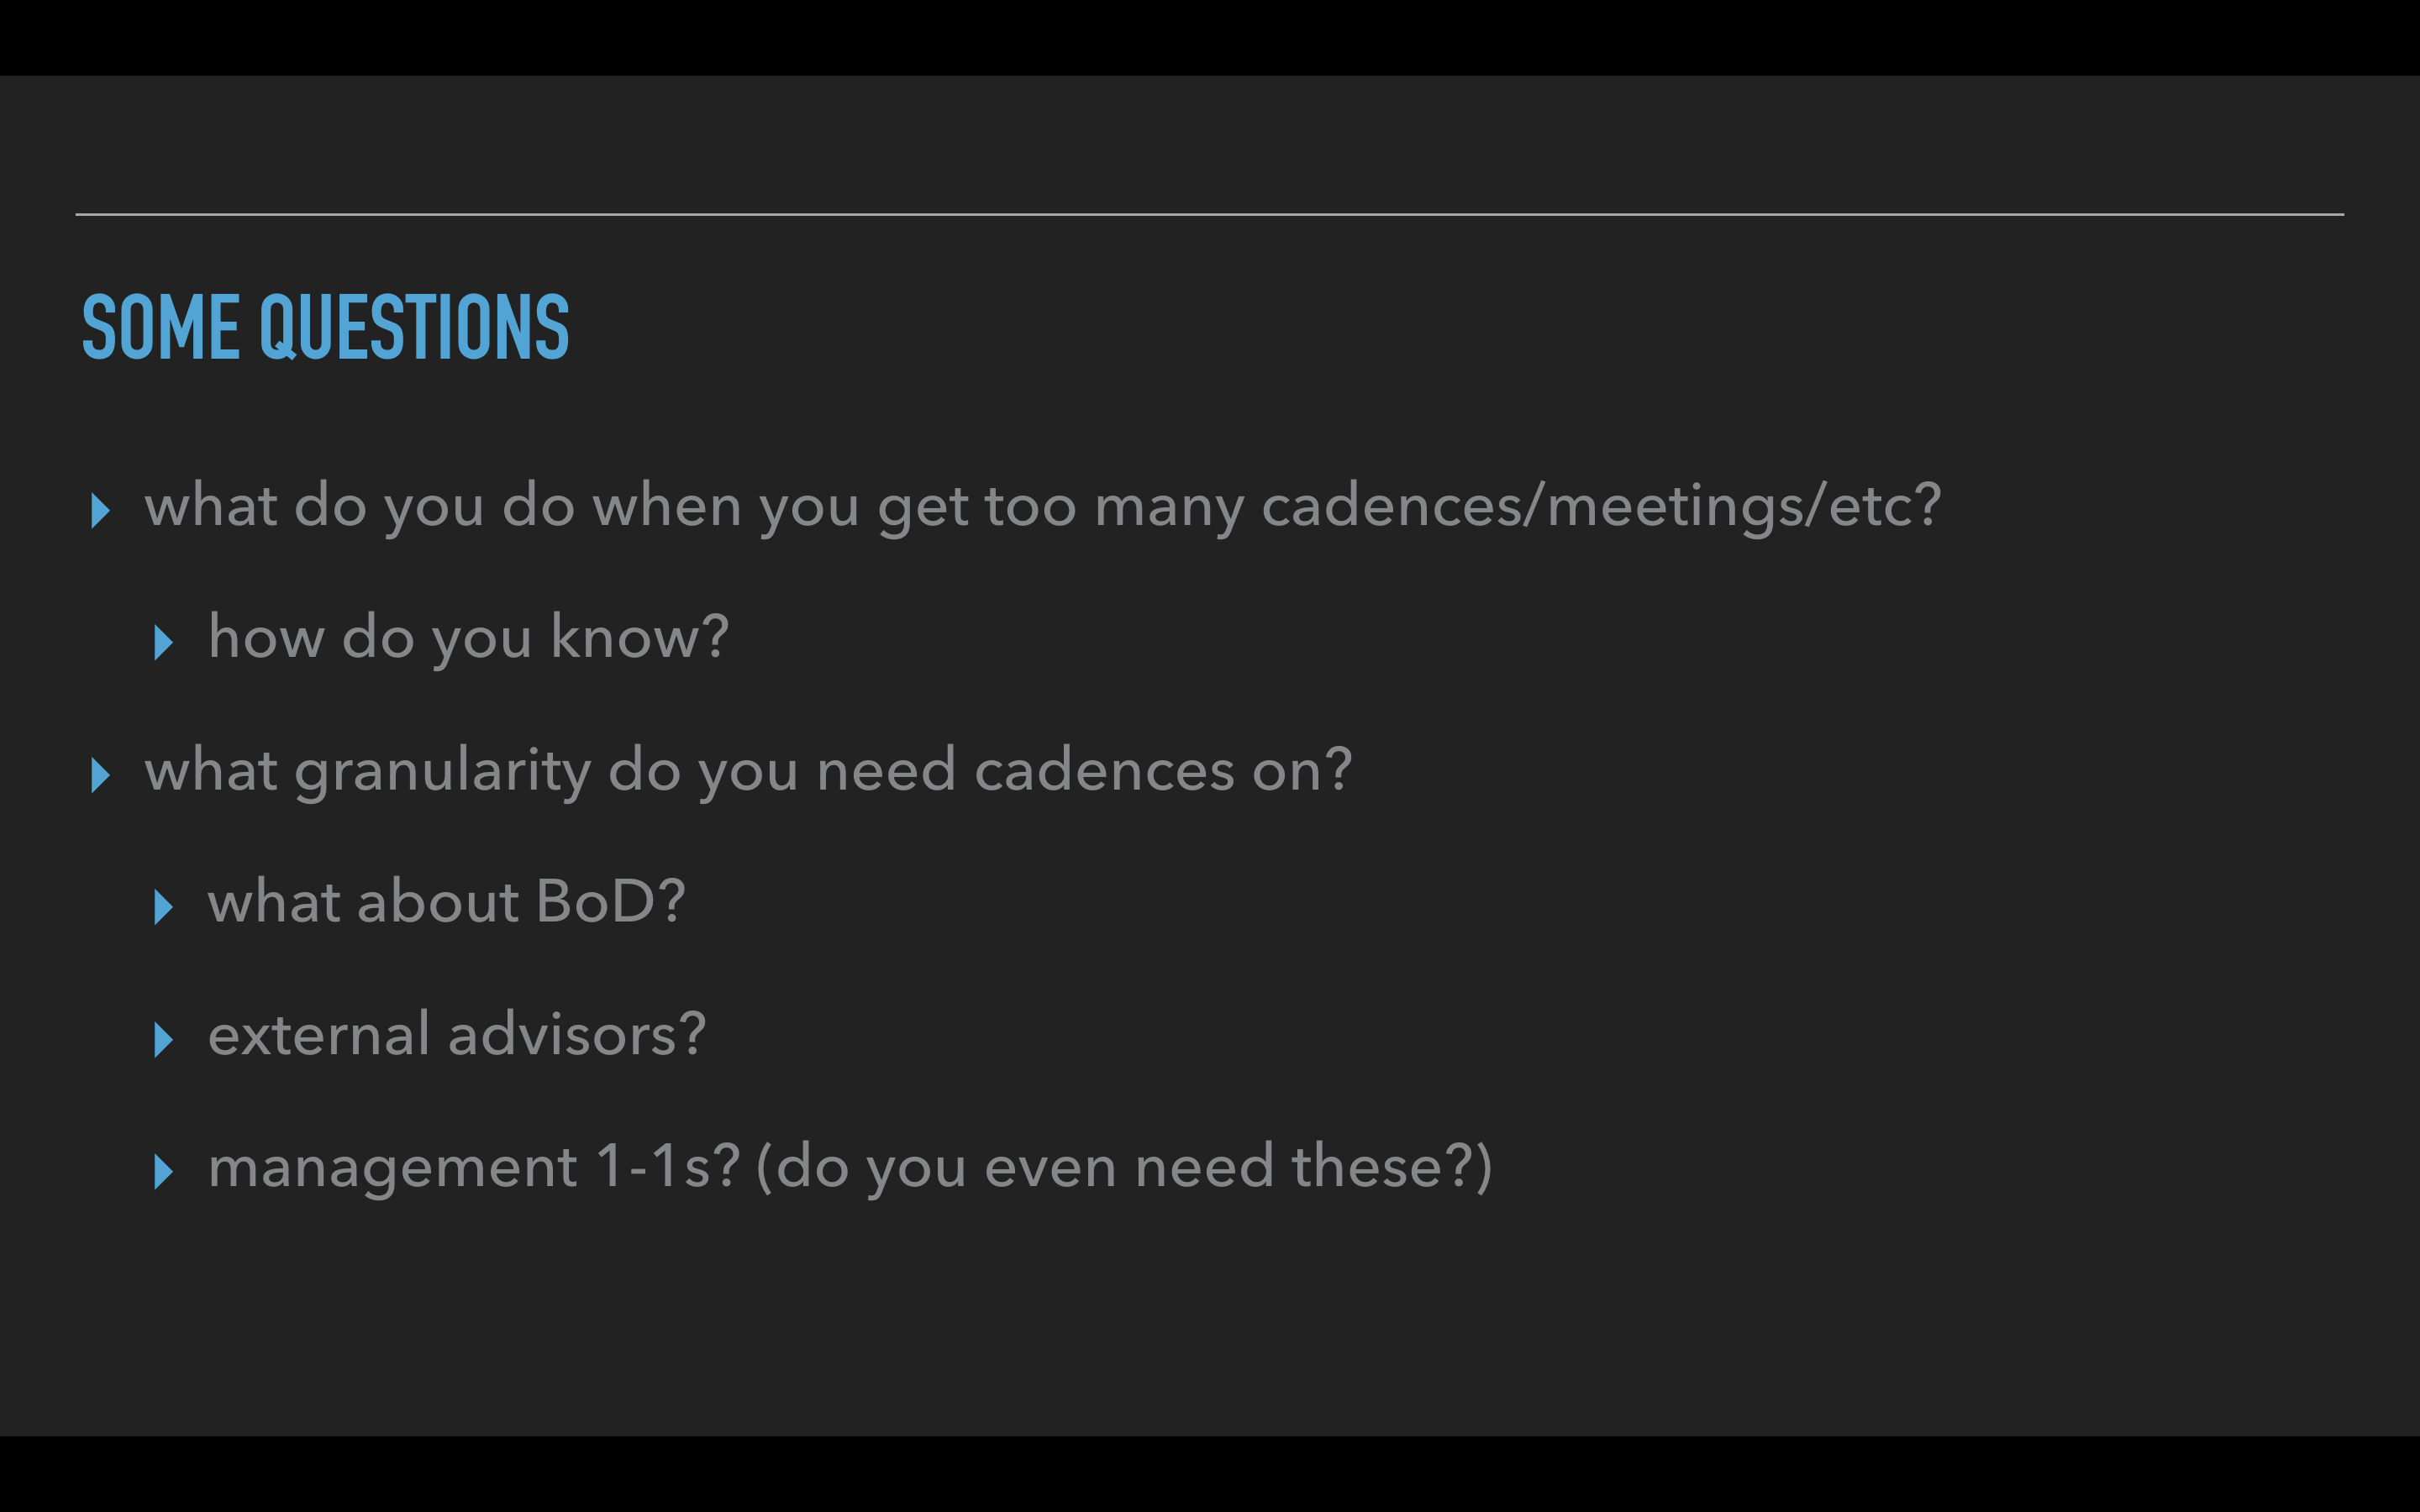 SOME QUESTIONS
what do you do when you get too many cadences/meetings/etc?
how do you know?
what granularity do you need cadences on?
what about BoD?
external advisors?
management 1-1s? (do you even need these?)